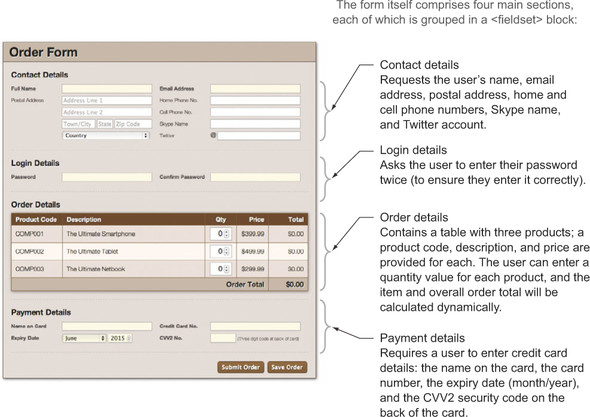 The form itself comprises four main sections,
each of which is grouped in a <fieldset> block:
Order Form
Contact Details
Full Name
Email Address
Postal Address
Address Line 1
Home Phone No.
Address Line 2
Cell Phone No.
Town/City State Zip Code
Skype Name
Country
Twitter @
Login Details
Password
Confirm Password
Order Details
Product Code Description Qty Price Total
COMP001 The Ultimate Smartphone 0 $399.99 $0.00
COMP002 The Ultimate Tablet 0 $499.99 $0.00
COMP003 The Ultimate Netbook 0 $299.99 $0.00
Order Total $0.00
Payment Details
Name on Card
Credit Card No.
Expiry Date June 2015
CVV2 No. (Three digit code at back of card)
Submit Order Save Order
Contact details
Requests the user's name, email
address, postal address, home and
cell phone numbers, Skype name,
and Twitter account.
Login details
Asks the user to enter their password
twice (to ensure they enter it correctly).
Order details
Contains a table with three products; a
product code, description, and price are
provided for each. The user can enter a
quantity value for each product, and the
item and overall order total will be
calculated dynamically.
Payment details
Requires a user to enter credit card
details: the name on the card, the card
number, the expiry date (month/year),
and the CVV2 security code on the
back of the card.